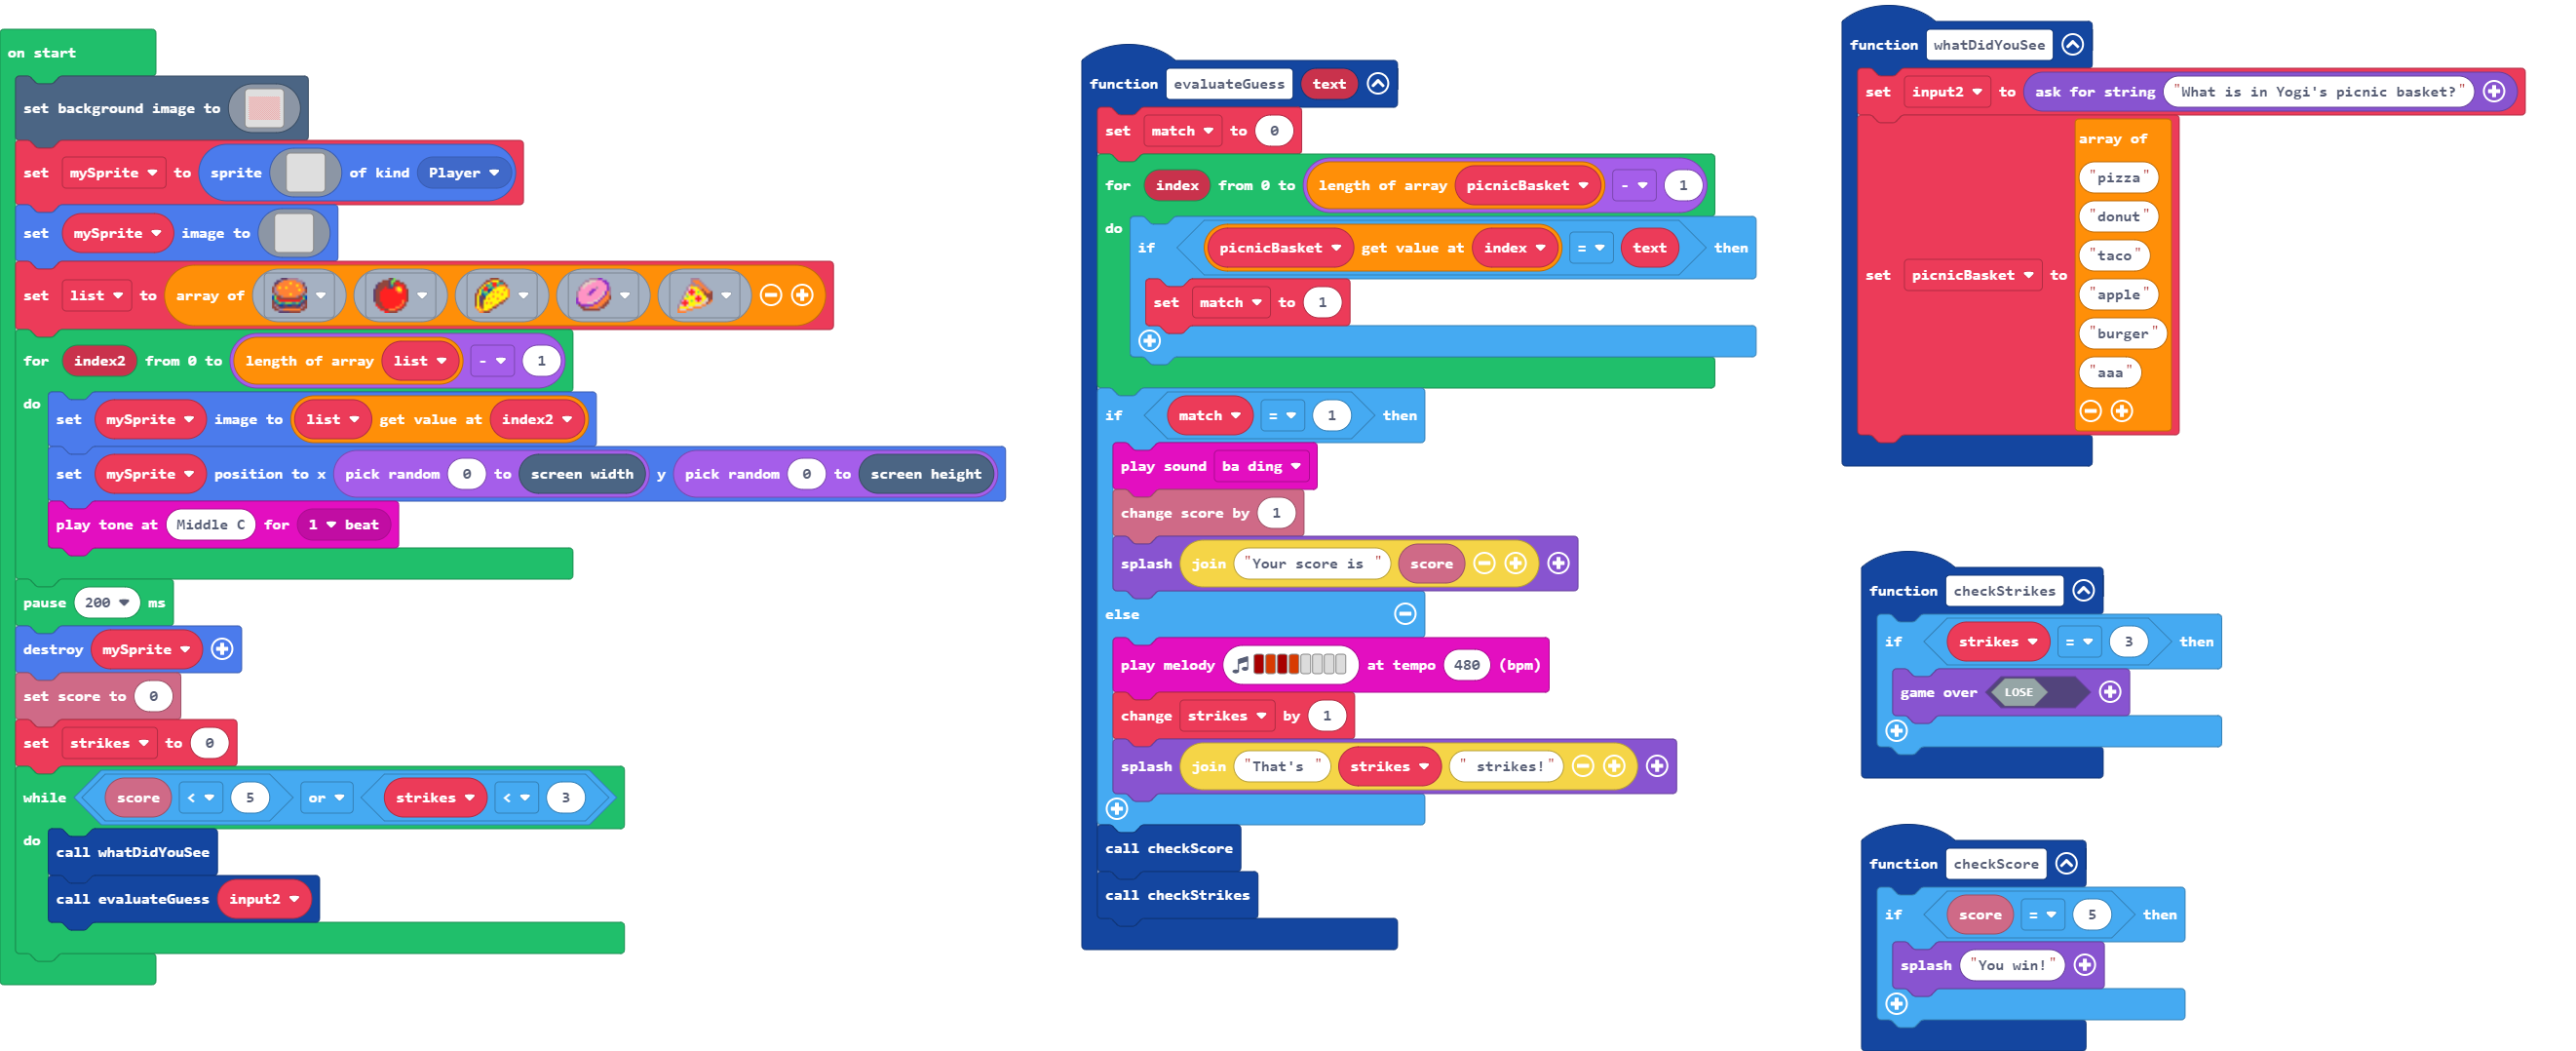 on start
set background image to
set mySprite to sprite of kind Player
set mySprite image to
set list to array of
for index2 from 0 to length of array list - 1
do
set mySprite image to list get value at index2
set mySprite position to x pick random 0 to screen width y pick random 0 to screen height
play tone at Middle C for 1 beat
pause 200 ms
destroy mySprite
set score to 0
set strikes to 0
while score < 5 or strikes < 3
do
call whatDidYouSee
call evaluateGuess input2
function evaluateGuess text
set match to 0
for index from 0 to length of array picnicBasket - 1
do
if picnicBasket get value at index = text then
set match to 1
if match = 1 then
play sound ba ding
change score by 1
splash join "Your score is " score
else
play melody at tempo 480 (bpm)
change strikes by 1
splash join "That's " strikes " strikes!"
call checkScore
call checkStrikes
function whatDidYouSee
set input2 to ask for string "What is in Yogi's picnic basket?"
set picnicBasket to array of
"pizza"
"donut"
"taco"
"apple"
"burger"
"aaa"
function checkStrikes
if strikes = 3 then
game over LOSE
function checkScore
if score = 5 then
splash "You win!"